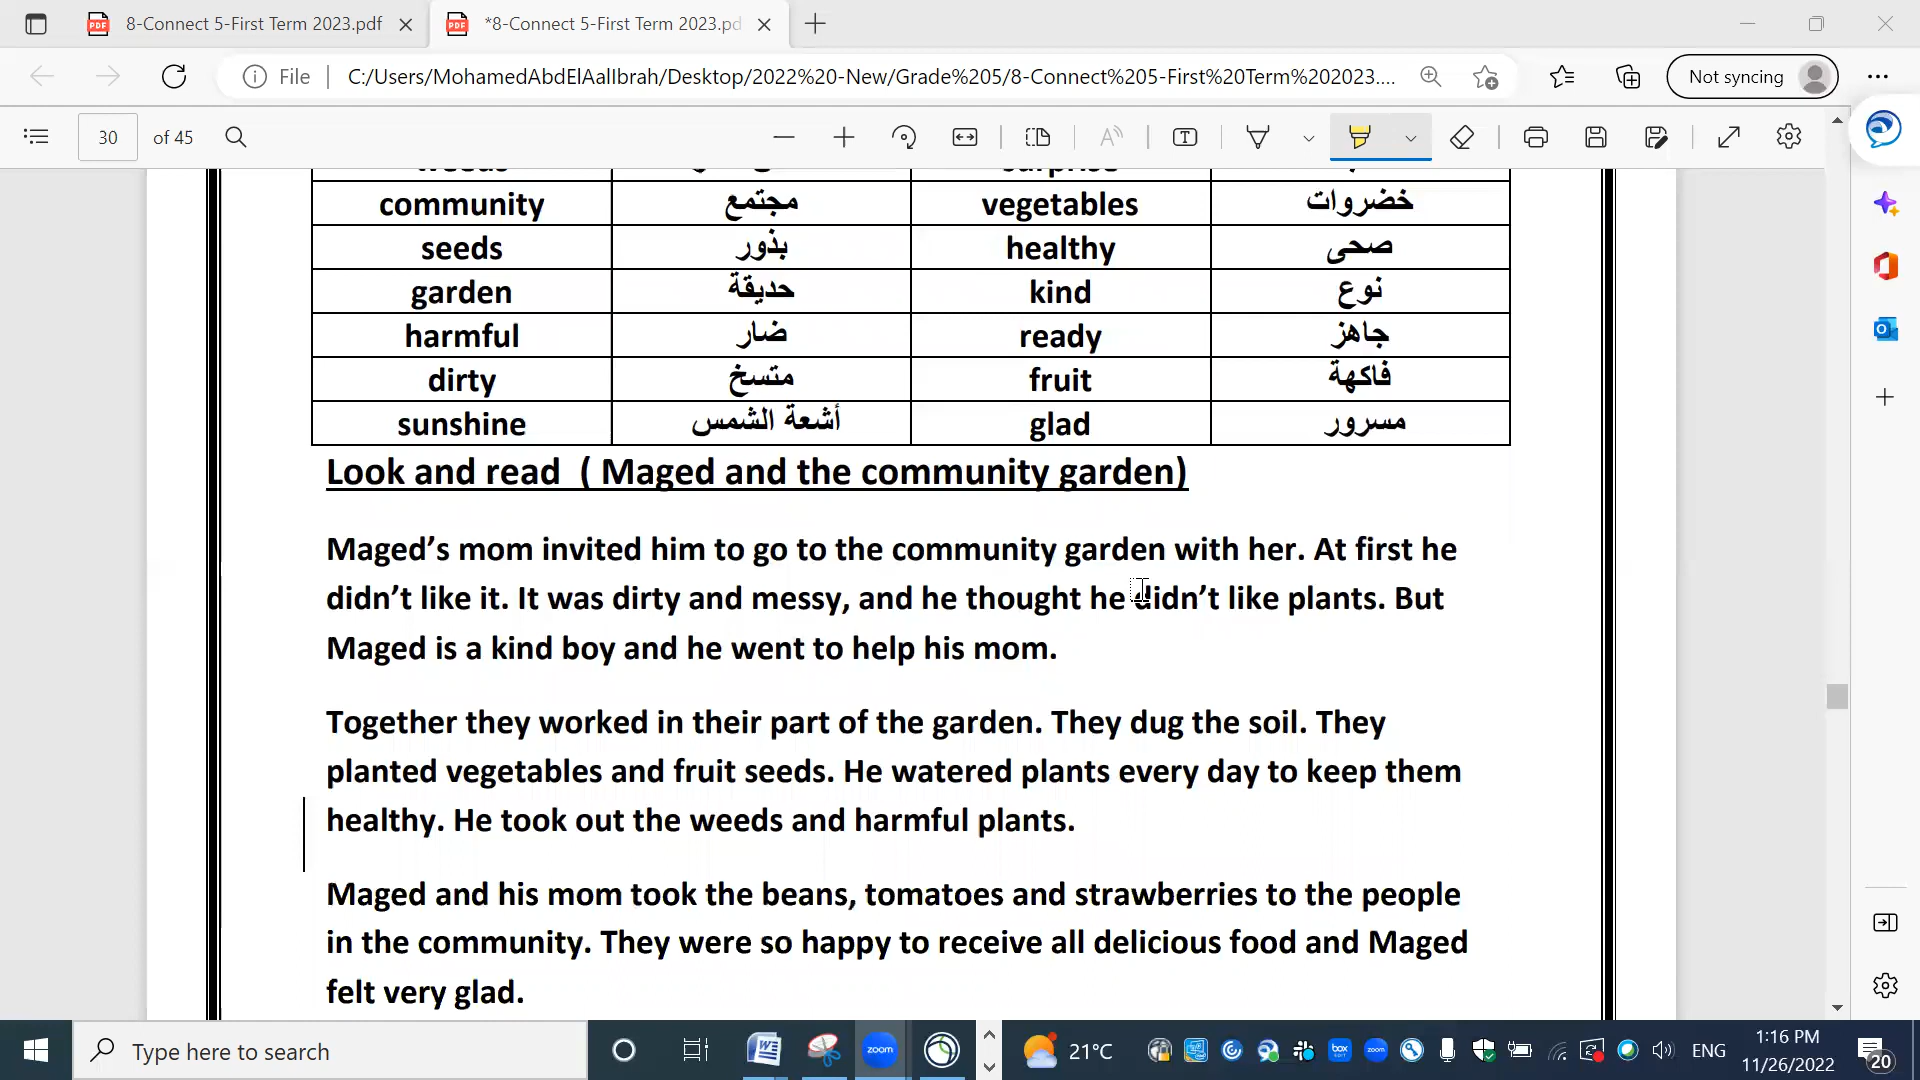 8-Connect 5-First Term 2023.pdf
*8-Connect 5-First Term 2023.pd
File
C:/Users/MohamedAbdElAalIbrah/Desktop/2022%20-New/Grade%205/8-Connect%205-First%20Term%202023....
Not syncing
30 of 45
community مجتمع vegetables خضروات
seeds بذور healthy صحى
garden حديقة kind نوع
harmful ضار ready جاهز
dirty متسخ fruit فاكهة
sunshine أشعة الشمس glad مسرور
Look and read ( Maged and the community garden)
Maged’s mom invited him to go to the community garden with her. At first he
didn’t like it. It was dirty and messy, and he thought he didn’t like plants. But
Maged is a kind boy and he went to help his mom.
Together they worked in their part of the garden. They dug the soil. They
planted vegetables and fruit seeds. He watered plants every day to keep them
healthy. He took out the weeds and harmful plants.
Maged and his mom took the beans, tomatoes and strawberries to the people
in the community. They were so happy to receive all delicious food and Maged
felt very glad.
Type here to search
zoom
21°C
ENG
1:16 PM
11/26/2022
20